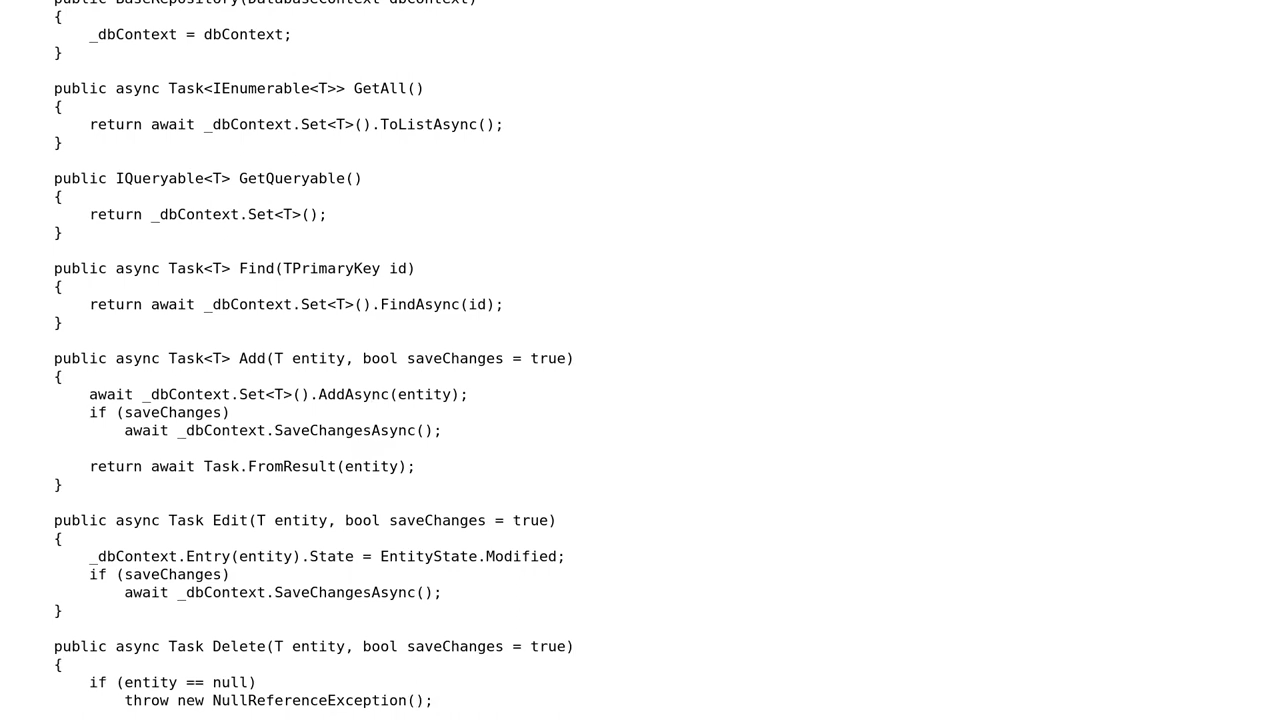 public BaseRepository(DatabaseContext dbContext)
{
    _dbContext = dbContext;
}

public async Task<IEnumerable<T>> GetAll()
{
    return await _dbContext.Set<T>().ToListAsync();
}

public IQueryable<T> GetQueryable()
{
    return _dbContext.Set<T>();
}

public async Task<T> Find(TPrimaryKey id)
{
    return await _dbContext.Set<T>().FindAsync(id);
}

public async Task<T> Add(T entity, bool saveChanges = true)
{
    await _dbContext.Set<T>().AddAsync(entity);
    if (saveChanges)
        await _dbContext.SaveChangesAsync();

    return await Task.FromResult(entity);
}

public async Task Edit(T entity, bool saveChanges = true)
{
    _dbContext.Entry(entity).State = EntityState.Modified;
    if (saveChanges)
        await _dbContext.SaveChangesAsync();
}

public async Task Delete(T entity, bool saveChanges = true)
{
    if (entity == null)
        throw new NullReferenceException();